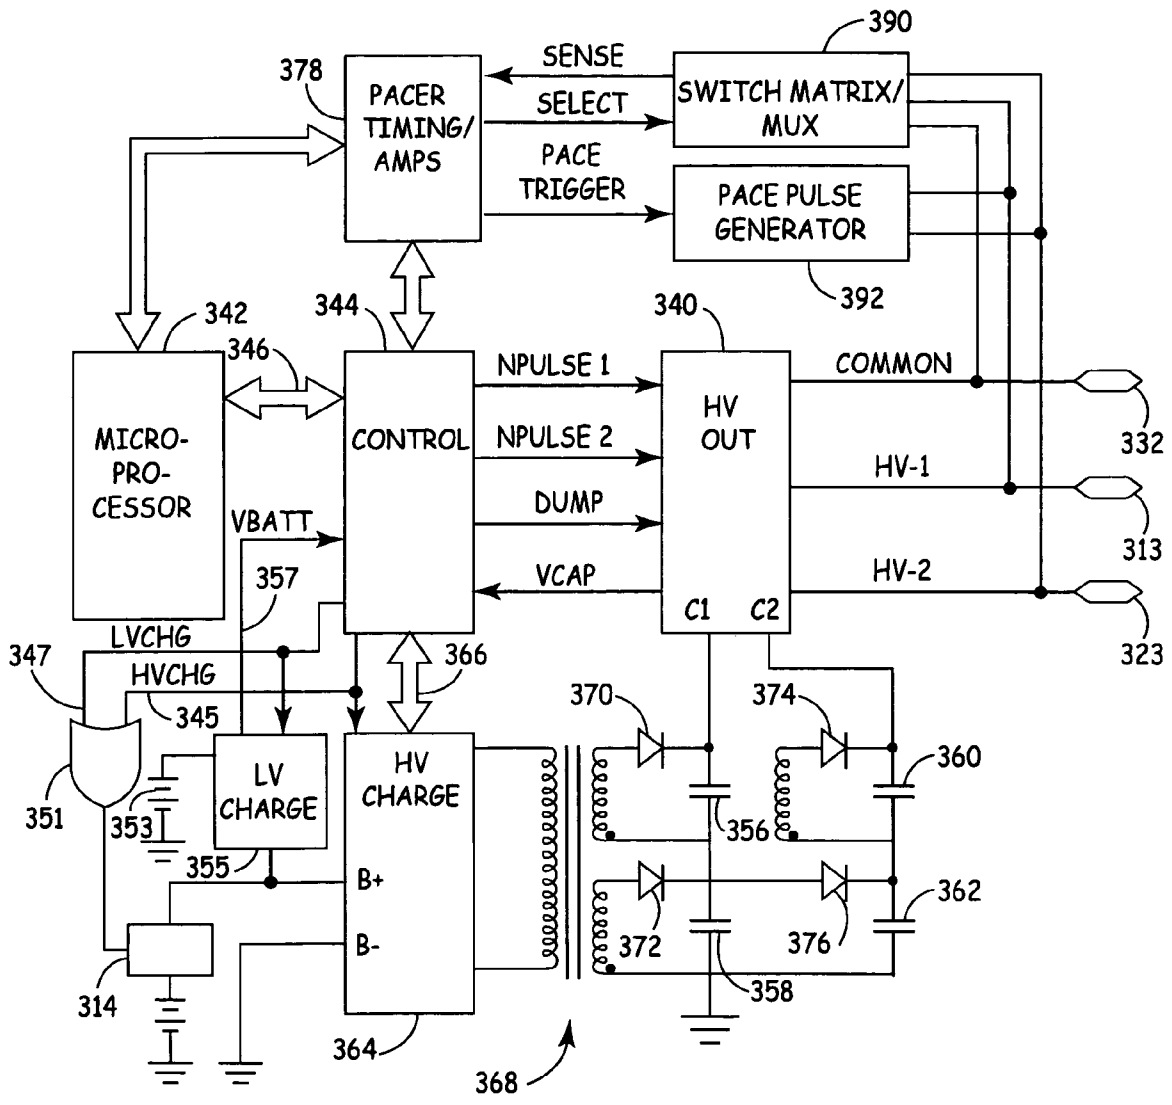 390
378
SENSE
SELECT
PACE
TRIGGER
PACER
TIMING/
AMPS
SWITCH MATRIX/
MUX
PACE PULSE
GENERATOR
392
342
344
340
346
MICRO-
PRO-
CESSOR
CONTROL
NPULSE 1
NPULSE 2
DUMP
VCAP
HV
OUT
C1
C2
COMMON
332
HV-1
313
HV-2
323
VBATT
357
LVCHG
347
HVCHG
345
366
370
374
351
353
LV
CHARGE
355
HV
CHARGE
B+
B-
356
360
372
376
362
358
314
364
368